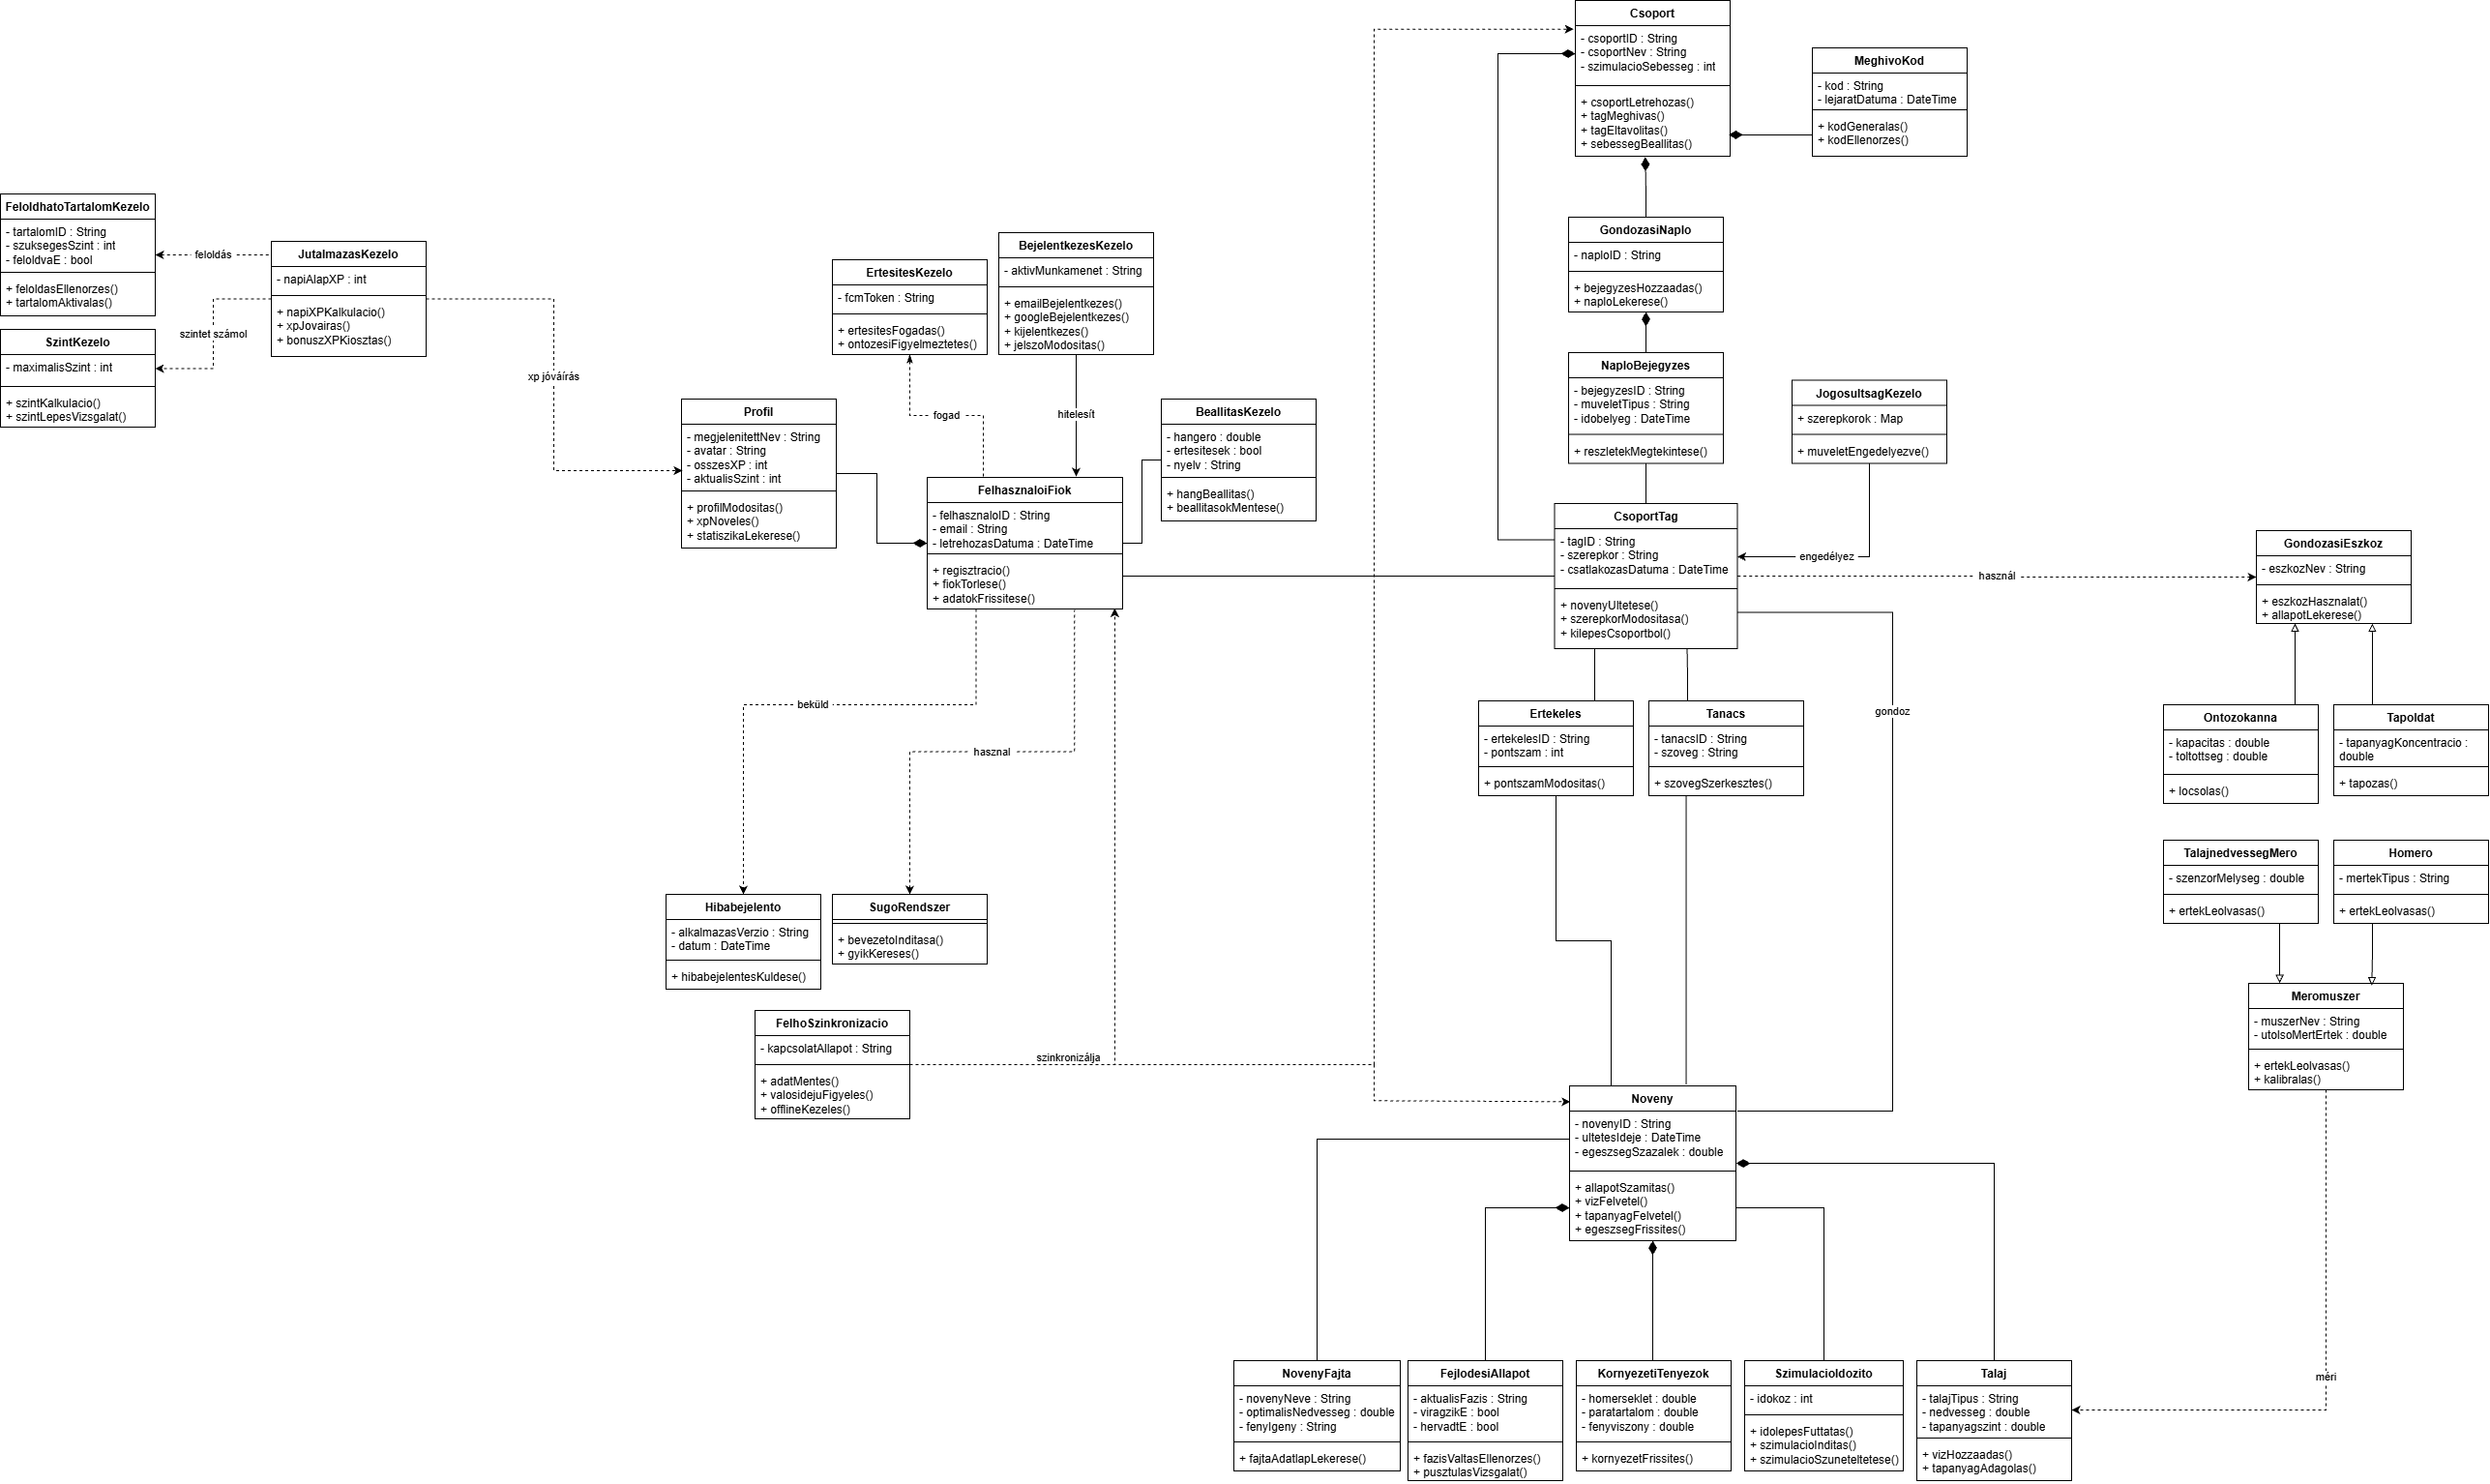 Csoport
- csoportID : String
- csoportNev : String
- szimulacioSebesseg : int
+ csoportLetrehozas()
+ tagMeghivas()
+ tagEltavolitas()
+ sebessegBeallitas()
MeghivoKod
- kod : String
- lejaratDatuma : DateTime
+ kodGeneralas()
+ kodEllenorzes()
FeloldhatoTartalomKezelo
- tartalomID : String
- szuksegesSzint : int
- feloldvaE : bool
+ feloldasEllenorzes()
+ tartalomAktivalas()
feloldás
JutalmazasKezelo
- napiAlapXP : int
+ napiXPKalkulacio()
+ xpJovairas()
+ bonuszXPKiosztas()
szintet számol
SzintKezelo
- maximalisSzint : int
+ szintKalkulacio()
+ szintLepesVizsgalat()
xp jóváírás
ErtesitesKezelo
- fcmToken : String
+ ertesitesFogadas()
+ ontozesiFigyelmeztetes()
BejelentkezesKezelo
- aktivMunkamenet : String
+ emailBejelentkezes()
+ googleBejelentkezes()
+ kijelentkezes()
+ jelszoModositas()
GondozasiNaplo
- naploID : String
+ bejegyzesHozzaadas()
+ naploLekerese()
NaploBejegyzes
- bejegyzesID : String
- muveletTipus : String
- idobelyeg : DateTime
+ reszletekMegtekintese()
JogosultsagKezelo
+ szerepkorok : Map
+ muveletEngedelyezve()
Profil
- megjelenitettNev : String
- avatar : String
- osszesXP : int
- aktualisSzint : int
+ profilModositas()
+ xpNoveles()
+ statiszikaLekerese()
fogad
hitelesít
BeallitasKezelo
- hangero : double
- ertesitesek : bool
- nyelv : String
+ hangBeallitas()
+ beallitasokMentese()
FelhasznaloiFiok
- felhasznaloID : String
- email : String
- letrehozasDatuma : DateTime
+ regisztracio()
+ fiokTorlese()
+ adatokFrissitese()
CsoportTag
- tagID : String
- szerepkor : String
- csatlakozasDatuma : DateTime
+ novenyUltetese()
+ szerepkorModositasa()
+ kilepesCsoportbol()
engedélyez
használ
GondozasiEszkoz
- eszkozNev : String
+ eszkozHasznalat()
+ allapotLekerese()
beküld
hasznal
Ertekeles
- ertekelesID : String
- pontszam : int
+ pontszamModositas()
Tanacs
- tanacsID : String
- szoveg : String
+ szovegSzerkesztes()
gondoz
Ontozokanna
- kapacitas : double
- toltottseg : double
+ locsolas()
Tapoldat
- tapanyagKoncentracio :
double
+ tapozas()
TalajnedvessegMero
- szenzorMelyseg : double
+ ertekLeolvasas()
Homero
- mertekTipus : String
+ ertekLeolvasas()
Hibabejelento
- alkalmazasVerzio : String
- datum : DateTime
+ hibabejelentesKuldese()
SugoRendszer
+ bevezetoInditasa()
+ gyikKereses()
Meromuszer
- muszerNev : String
- utolsoMertErtek : double
+ ertekLeolvasas()
+ kalibralas()
FelhoSzinkronizacio
- kapcsolatAllapot : String
+ adatMentes()
+ valosidejuFigyeles()
+ offlineKezeles()
szinkronizálja
Noveny
- novenyID : String
- ultetesIdeje : DateTime
- egeszsegSzazalek : double
+ allapotSzamitas()
+ vizFelvetel()
+ tapanyagFelvetel()
+ egeszsegFrissites()
NovenyFajta
- novenyNeve : String
- optimalisNedvesseg : double
- fenyIgeny : String
+ fajtaAdatlapLekerese()
FejlodesiAllapot
- aktualisFazis : String
- viragzikE : bool
- hervadtE : bool
+ fazisValtasEllenorzes()
+ pusztulasVizsgalat()
KornyezetiTenyezok
- homerseklet : double
- paratartalom : double
- fenyviszony : double
+ kornyezetFrissites()
SzimulacioIdozito
- idokoz : int
+ idolepesFuttatas()
+ szimulacioInditas()
+ szimulacioSzuneteltetese()
Talaj
- talajTipus : String
- nedvesseg : double
- tapanyagszint : double
+ vizHozzaadas()
+ tapanyagAdagolas()
méri